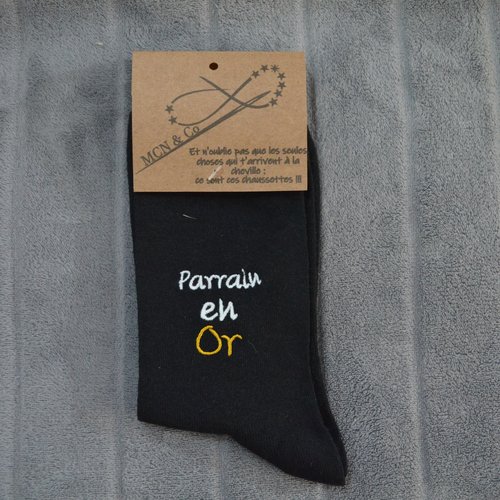 MCN & Co
Et n'oublie pas que les seules
choses qui t'arrivent à la
cheville :
ce sont ces chaussettes !!!
Parrain
en
Or